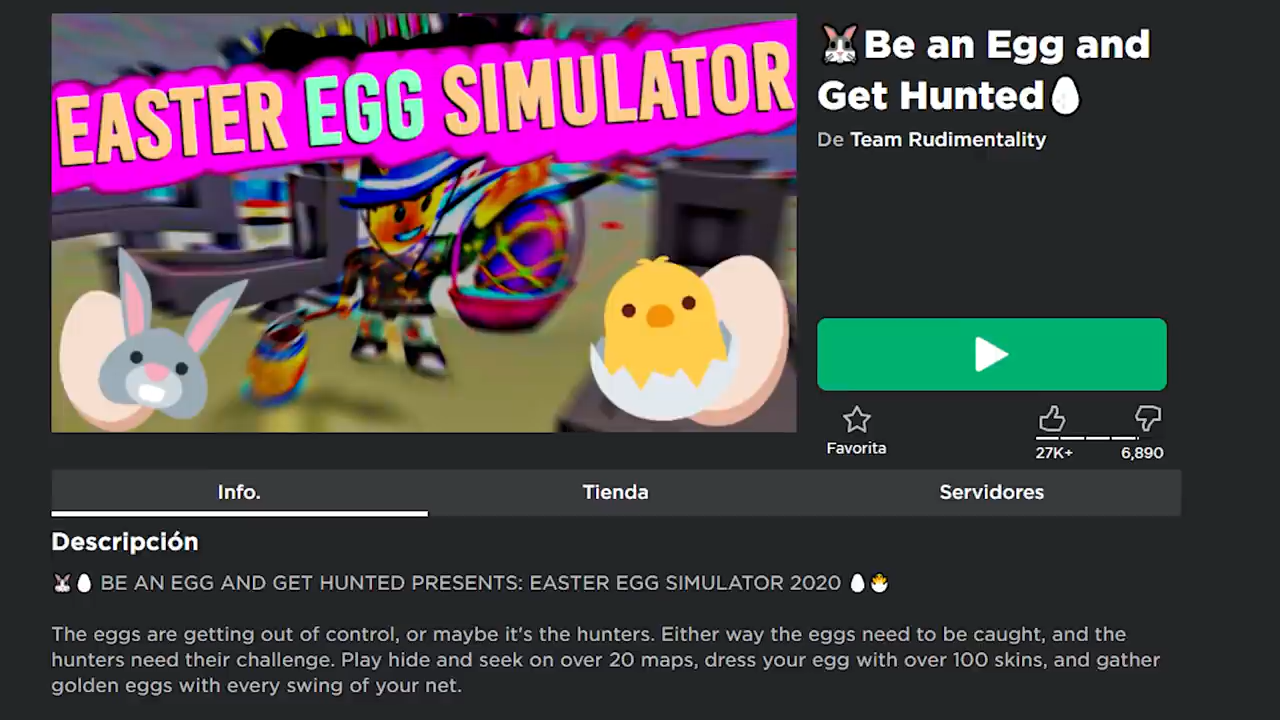 EASTER EGG SIMULATOR
🐰Be an Egg and
Get Hunted🥚
De Team Rudimentality
Favorita
27K+
6,890
Info.
Tienda
Servidores
Descripción
🐰🥚 BE AN EGG AND GET HUNTED PRESENTS: EASTER EGG SIMULATOR 2020 🥚🐣
The eggs are getting out of control, or maybe it's the hunters. Either way the eggs need to be caught, and the
hunters need their challenge. Play hide and seek on over 20 maps, dress your egg with over 100 skins, and gather
golden eggs with every swing of your net.